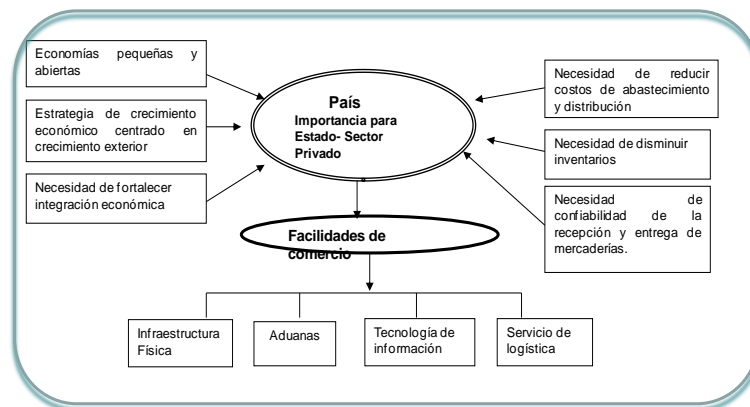 Economías pequeñas y
abiertas
Estrategia de crecimiento
económico centrado en
crecimiento exterior
Necesidad de fortalecer
integración económica
País
Importancia para
Estado- Sector
Privado
Necesidad de reducir
costos de abastecimiento
y distribución
Necesidad de disminuir
inventarios
Necesidad de
confiabilidad de la
recepción y entrega de
mercaderías.
Facilidades de
comercio
Infraestructura
Física
Aduanas
Tecnología de
información
Servicio de
logística